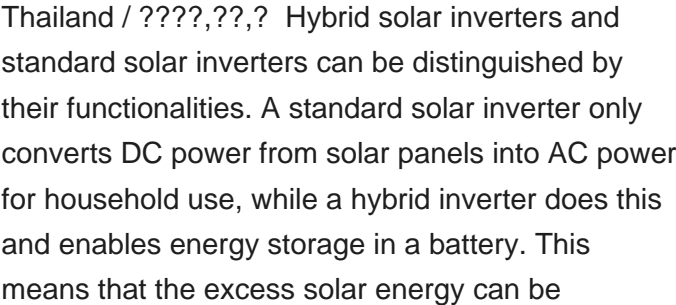 Thailand / ????,??,? Hybrid solar inverters and
standard solar inverters can be distinguished by
their functionalities. A standard solar inverter only
converts DC power from solar panels into AC power
for household use, while a hybrid inverter does this
and enables energy storage in a battery. This
means that the excess solar energy can be